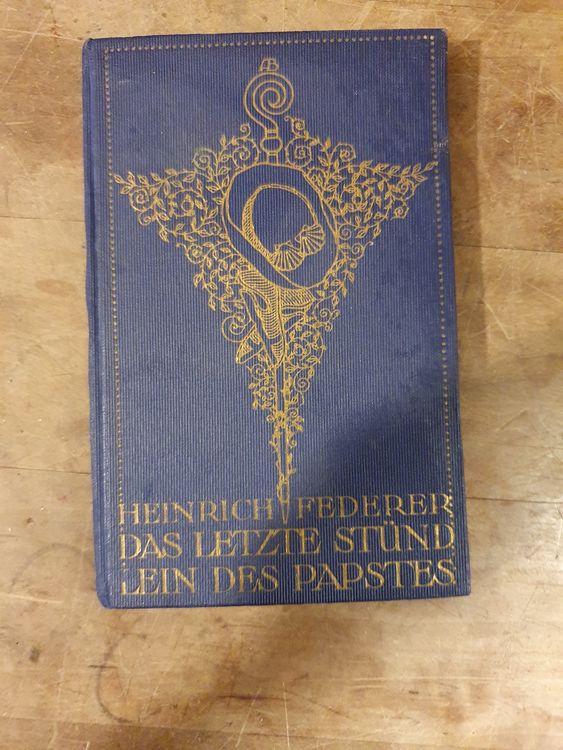 HEINRICH FEDERER
DAS LETZTE STÜND
LEIN DES PAPSTES